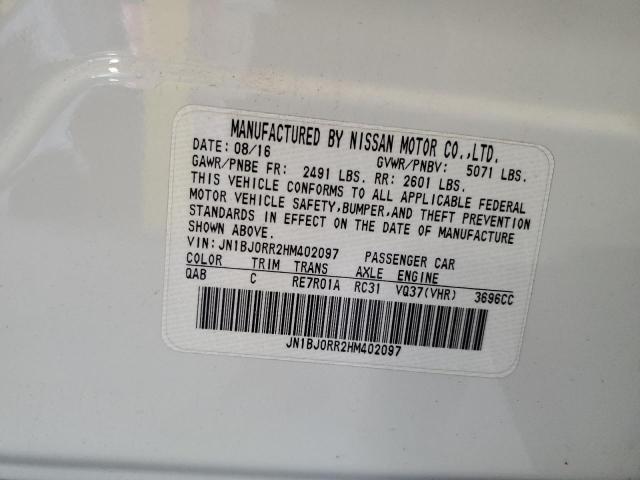 MANUFACTURED BY NISSAN MOTOR CO.,LTD.
DATE: 08/16 GVWR/PNBV: 5071 LBS.
GAWR/PNBE FR: 2491 LBS. RR: 2601 LBS.
THIS VEHICLE CONFORMS TO ALL APPLICABLE FEDERAL
MOTOR VEHICLE SAFETY,BUMPER,AND THEFT PREVENTION
STANDARDS IN EFFECT ON THE DATE OF MANUFACTURE
SHOWN ABOVE.
VIN: JN1BJ0RR2HM402097 PASSENGER CAR
COLOR TRIM TRANS AXLE ENGINE
QAB C RE7R01A RC31 VQ37(VHR) 3696CC
JN1BJ0RR2HM402097